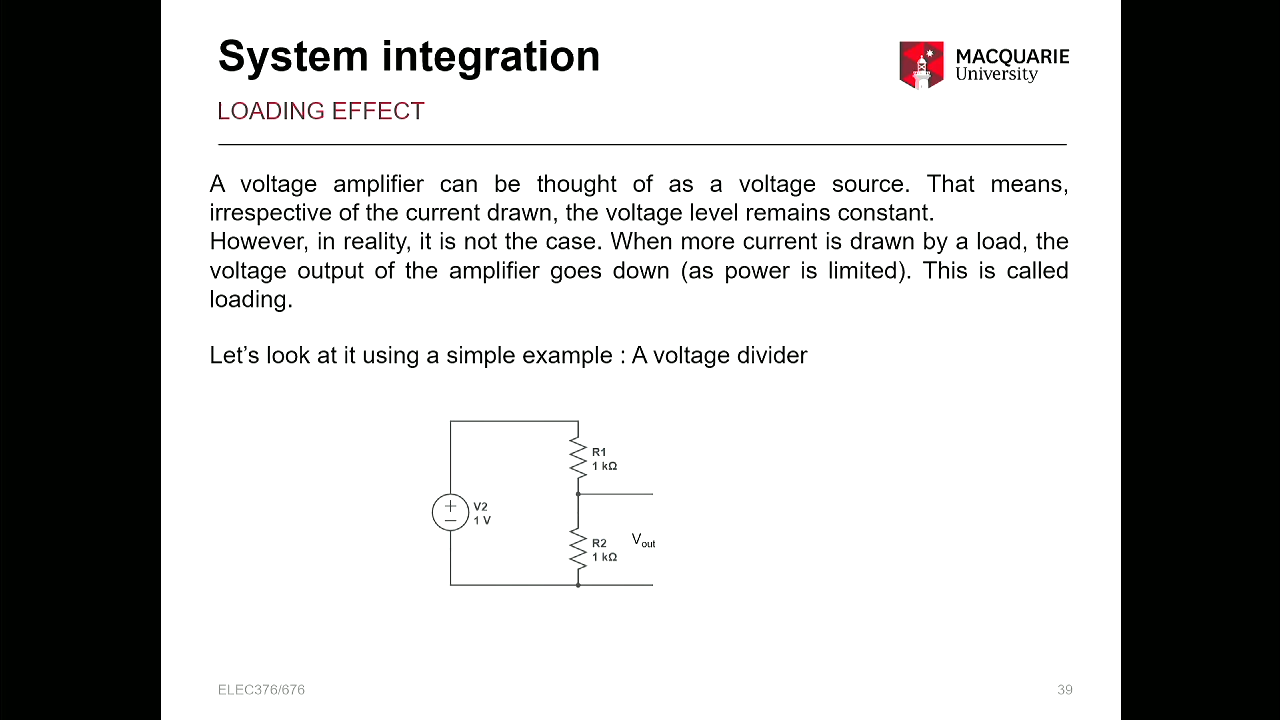 System integration
MACQUARIE
University
LOADING EFFECT
A voltage amplifier can be thought of as a voltage source. That means,
irrespective of the current drawn, the voltage level remains constant.
However, in reality, it is not the case. When more current is drawn by a load, the
voltage output of the amplifier goes down (as power is limited). This is called
loading.
Let’s look at it using a simple example : A voltage divider
R1
1 kΩ
V2
1 V
R2
1 kΩ
Vout
ELEC376/676
39